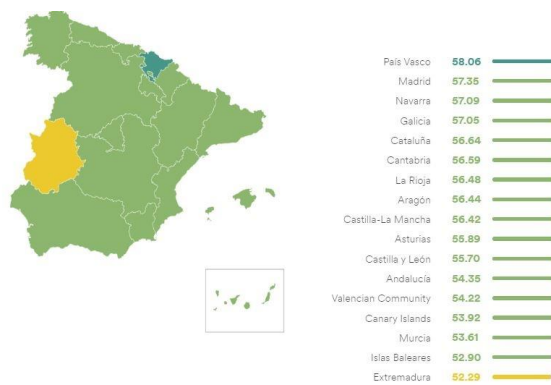 País Vasco 58.06
Madrid 57.35
Navarra 57.09
Galicia 57.05
Cataluña 56.64
Cantabria 56.59
La Rioja 56.48
Aragón 56.44
Castilla-La Mancha 56.42
Asturias 55.89
Castilla y León 55.70
Andalucía 54.35
Valencian Community 54.22
Canary Islands 53.92
Murcia 53.61
Islas Baleares 52.90
Extremadura 52.29